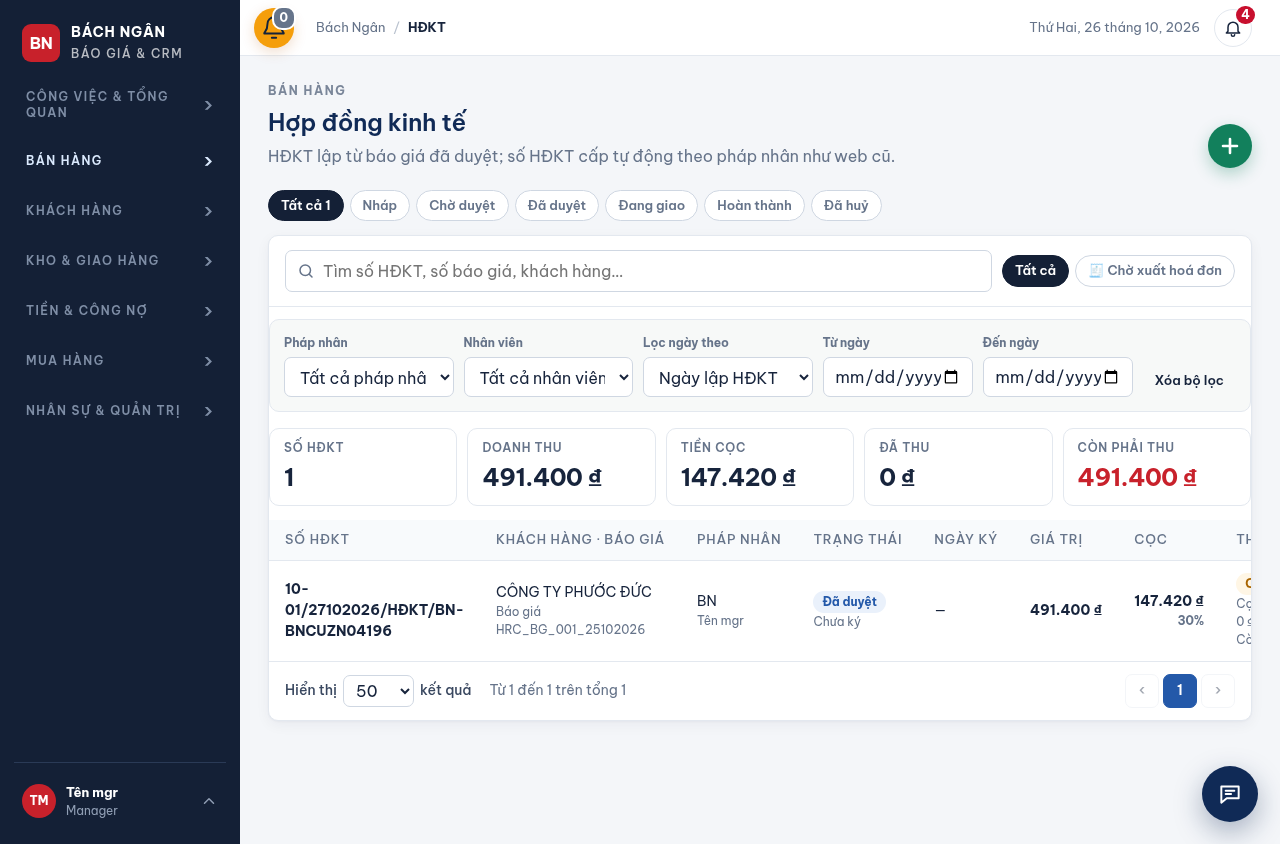 BN
BÁCH NGÂN
BÁO GIÁ & CRM
CÔNG VIỆC & TỔNG
QUAN
BÁN HÀNG
KHÁCH HÀNG
KHO & GIAO HÀNG
TIỀN & CÔNG NỢ
MUA HÀNG
NHÂN SỰ & QUẢN TRỊ
TM
Tên mgr
Manager
0
Bách Ngân / HĐKT
Thứ Hai, 26 tháng 10, 2026
4
BÁN HÀNG
Hợp đồng kinh tế
HĐKT lập từ báo giá đã duyệt; số HĐKT cấp tự động theo pháp nhân như web cũ.
Tất cả 1 Nháp Chờ duyệt Đã duyệt Đang giao Hoàn thành Đã huỷ
Tìm số HĐKT, số báo giá, khách hàng...
Tất cả 🧾 Chờ xuất hoá đơn
Pháp nhân Nhân viên Lọc ngày theo Từ ngày Đến ngày
Tất cả pháp nhâ Tất cả nhân viên Ngày lập HĐKT mm/dd/yyyy mm/dd/yyyy Xóa bộ lọc
SỐ HĐKT DOANH THU TIỀN CỌC ĐÃ THU CÒN PHẢI THU
1 491.400 ₫ 147.420 ₫ 0 ₫ 491.400 ₫
SỐ HĐKT KHÁCH HÀNG · BÁO GIÁ PHÁP NHÂN TRẠNG THÁI NGÀY KÝ GIÁ TRỊ CỌC
10-
01/27102026/HĐKT/BN-
BNCUZN04196
CÔNG TY PHƯỚC ĐỨC
Báo giá
HRC_BG_001_25102026
BN
Tên mgr
Đã duyệt
Chưa ký
—
491.400 ₫
147.420 ₫
30%
Hiển thị 50 kết quả Từ 1 đến 1 trên tổng 1
‹ 1 ›